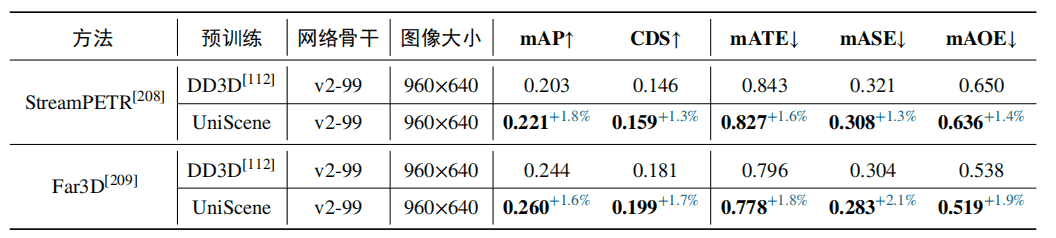 方法 预训练 网络骨干 图像大小 mAP↑ CDS↑ mATE↓ mASE↓ mAOE↓
StreamPETR[208] DD3D[112] v2-99 960×640 0.203 0.146 0.843 0.321 0.650
UniScene v2-99 960×640 0.221+1.8% 0.159+1.3% 0.827+1.6% 0.308+1.3% 0.636+1.4%
Far3D[209] DD3D[112] v2-99 960×640 0.244 0.181 0.796 0.304 0.538
UniScene v2-99 960×640 0.260+1.6% 0.199+1.7% 0.778+1.8% 0.283+2.1% 0.519+1.9%